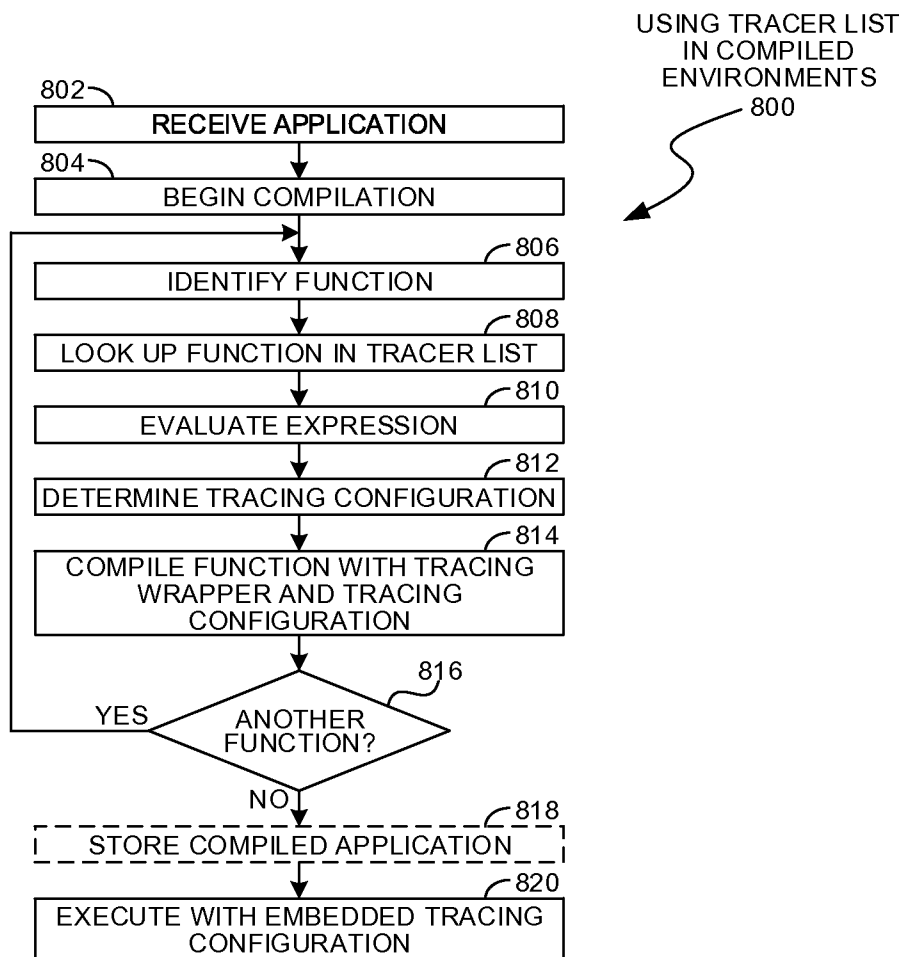 USING TRACER LIST
IN COMPILED
ENVIRONMENTS
800
802
RECEIVE APPLICATION
804
BEGIN COMPILATION
806
IDENTIFY FUNCTION
808
LOOK UP FUNCTION IN TRACER LIST
810
EVALUATE EXPRESSION
812
DETERMINE TRACING CONFIGURATION
814
COMPILE FUNCTION WITH TRACING
WRAPPER AND TRACING
CONFIGURATION
816
YES
ANOTHER
FUNCTION?
NO
818
STORE COMPILED APPLICATION
820
EXECUTE WITH EMBEDDED TRACING
CONFIGURATION